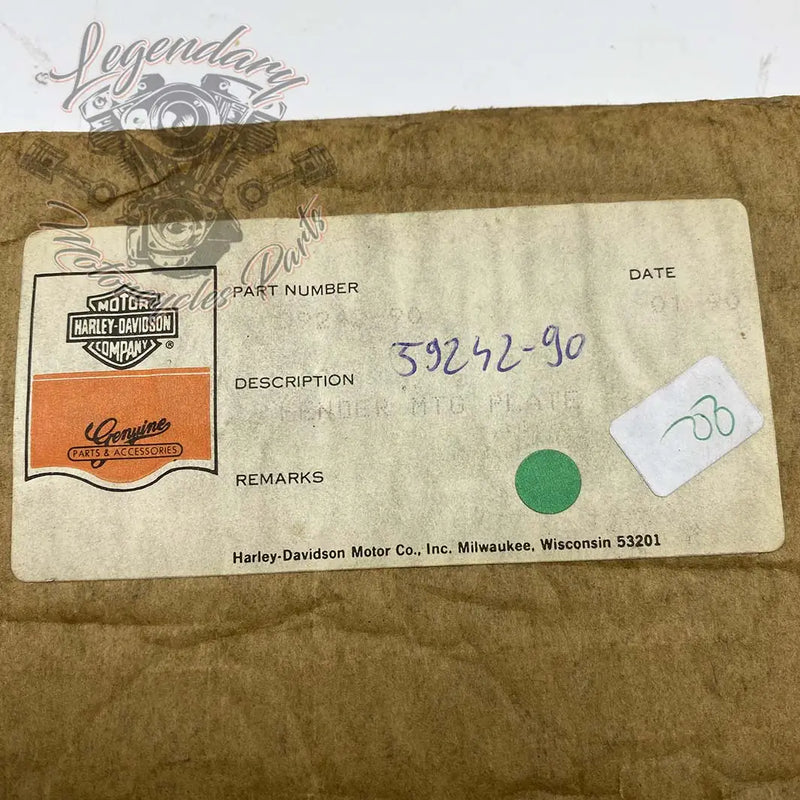 Legendary
Motorcycles Parts
MOTOR
HARLEY-DAVIDSON
COMPANY ®
Genuine
PARTS & ACCESSORIES
PART NUMBER
59242-90
DATE
DESCRIPTION
FENDER MTG PLATE
REMARKS
Harley-Davidson Motor Co., Inc. Milwaukee, Wisconsin 53201